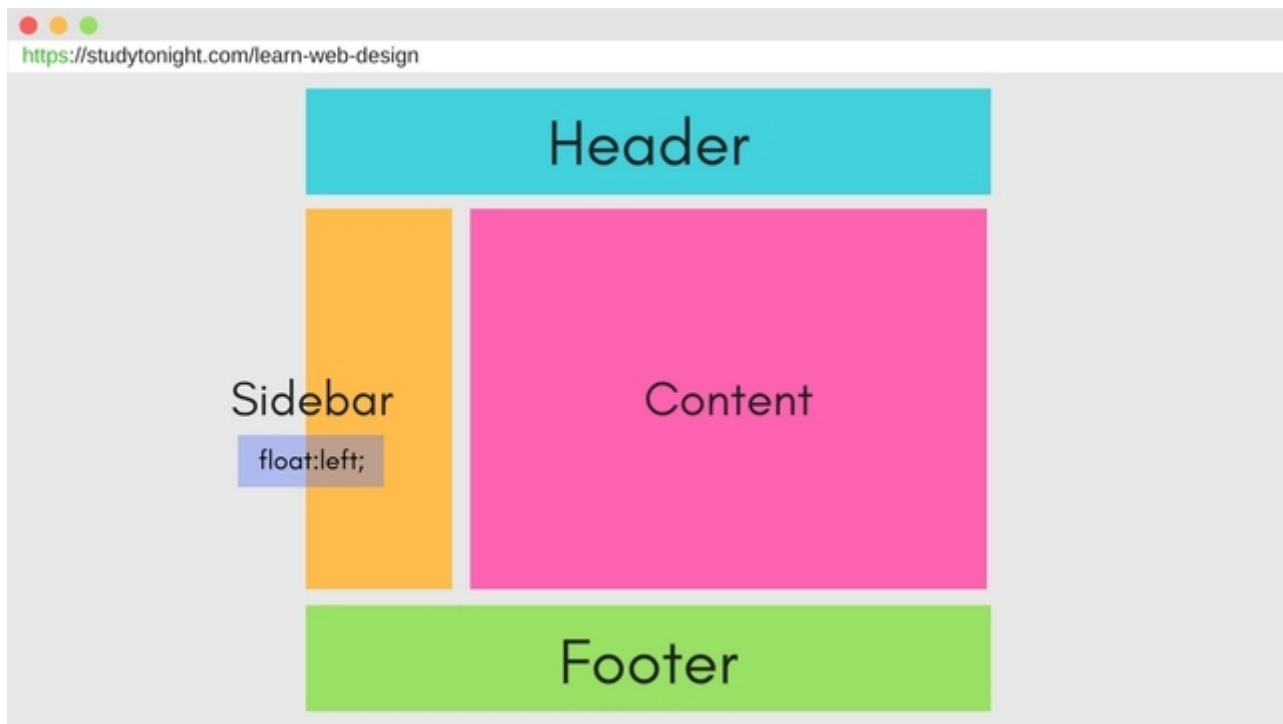 https://studytonight.com/learn-web-design
Header
Sidebar
float:left;
Content
Footer